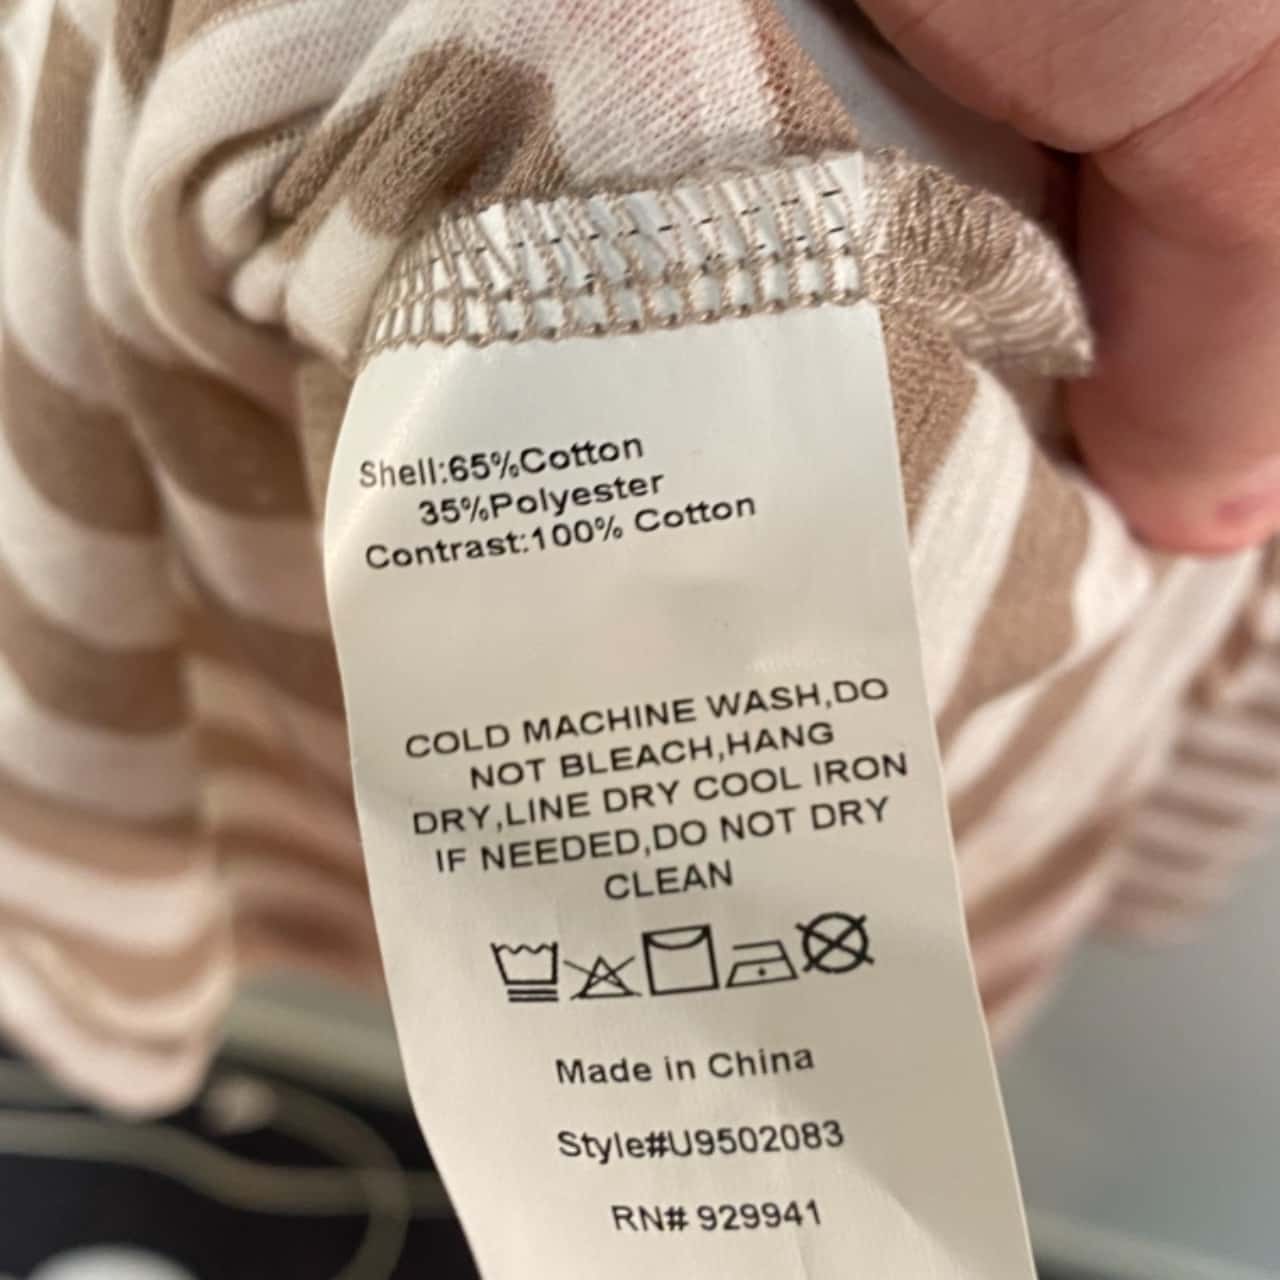 Shell:65%Cotton
35%Polyester
Contrast:100% Cotton
COLD MACHINE WASH,DO
NOT BLEACH,HANG
DRY,LINE DRY COOL IRON
IF NEEDED,DO NOT DRY
CLEAN
Made in China
Style#U9502083
RN# 929941